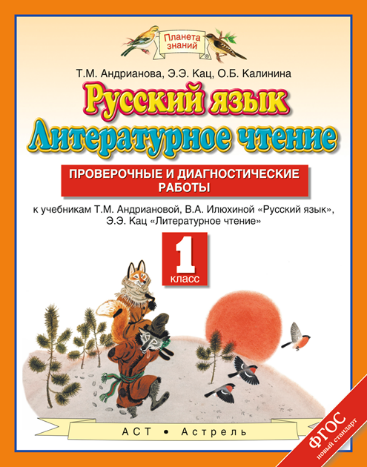 Планета
знаний
Т.М. Андрианова, Э.Э. Кац, О.Б. Калинина
Русский язык
Литературное чтение
ПРОВЕРОЧНЫЕ И ДИАГНОСТИЧЕСКИЕ
РАБОТЫ
к учебникам Т.М. Андриановой, В.А. Илюхиной «Русский язык»,
Э.Э. Кац «Литературное чтение»
1
класс
ФГОС
новый стандарт
АСТ • Астрель